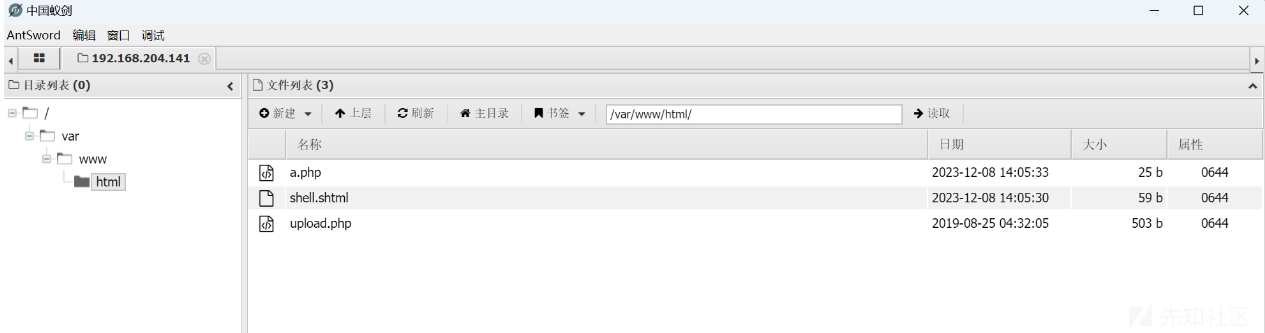 中国蚁剑
AntSword 编辑 窗口 调试
192.168.204.141
目录列表 (0)
文件列表 (3)
新建 上层 刷新 主目录 书签 /var/www/html/ 读取
/
var
www
html
名称 日期 大小 属性
a.php 2023-12-08 14:05:33 25 b 0644
shell.shtml 2023-12-08 14:05:30 59 b 0644
upload.php 2019-08-25 04:32:05 503 b 0644
先知社区